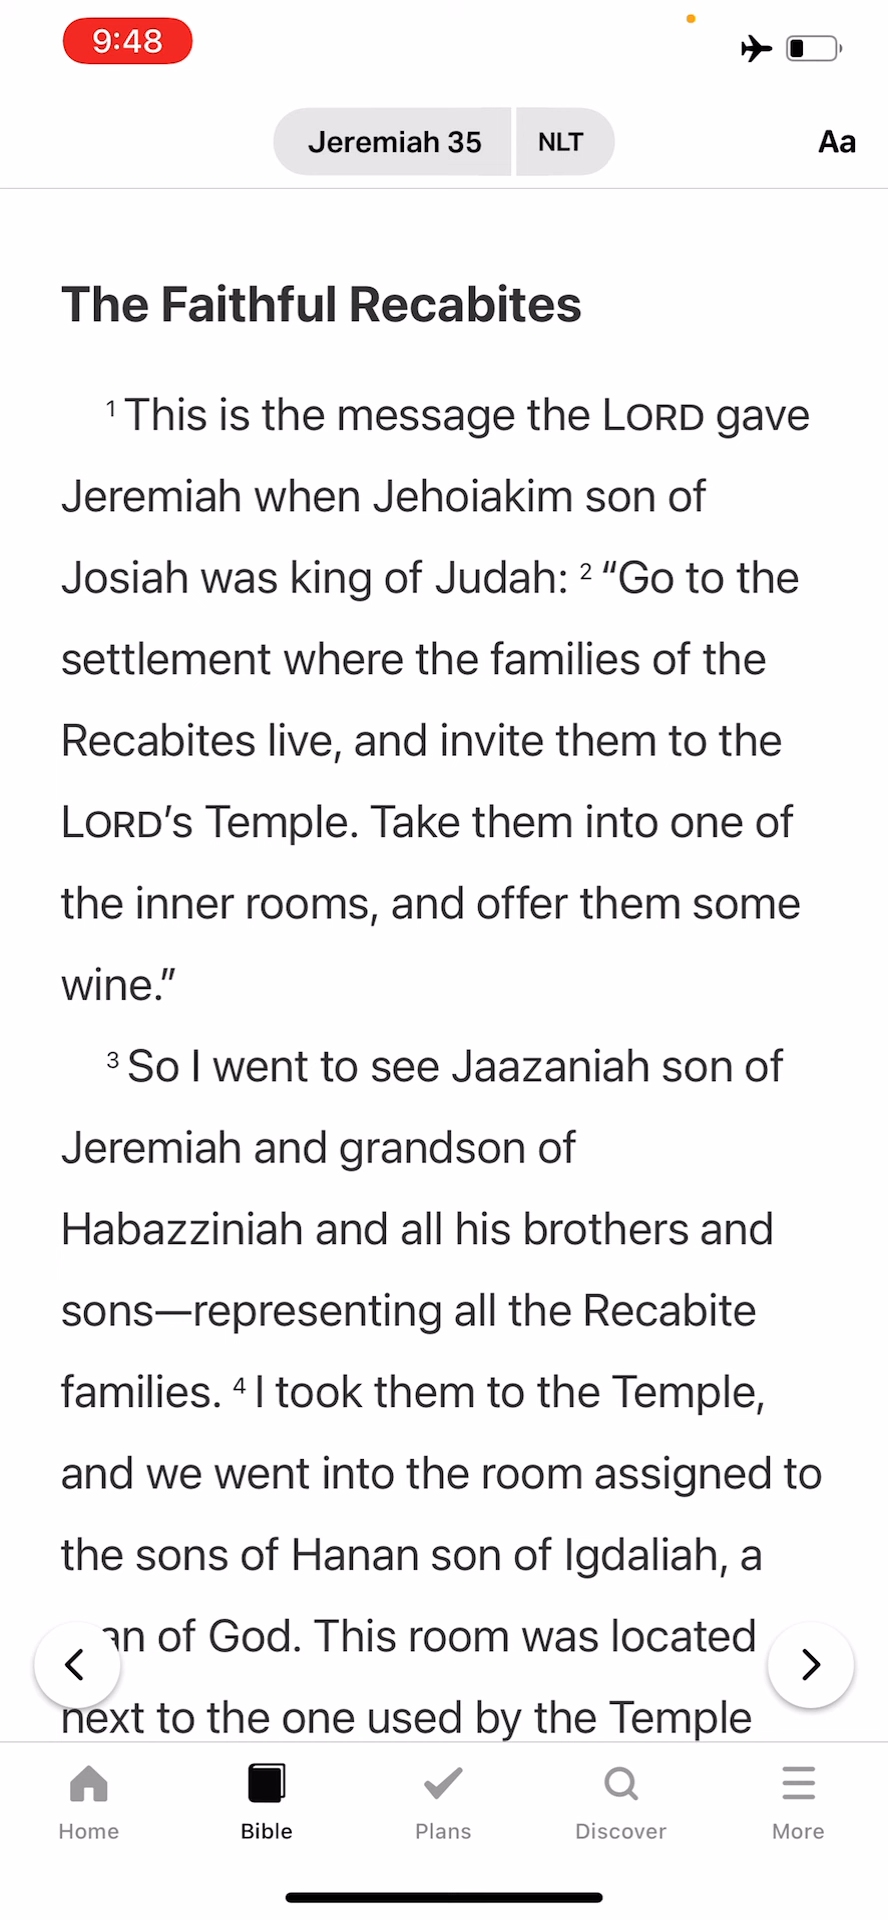 9:48
Jeremiah 35 NLT Aa
The Faithful Recabites
1 This is the message the LORD gave
Jeremiah when Jehoiakim son of
Josiah was king of Judah: 2 “Go to the
settlement where the families of the
Recabites live, and invite them to the
LORD’s Temple. Take them into one of
the inner rooms, and offer them some
wine.”
3 So I went to see Jaazaniah son of
Jeremiah and grandson of
Habazziniah and all his brothers and
sons—representing all the Recabite
families. 4 I took them to the Temple,
and we went into the room assigned to
the sons of Hanan son of Igdaliah, a
an of God. This room was located
next to the one used by the Temple
Home Bible Plans Discover More